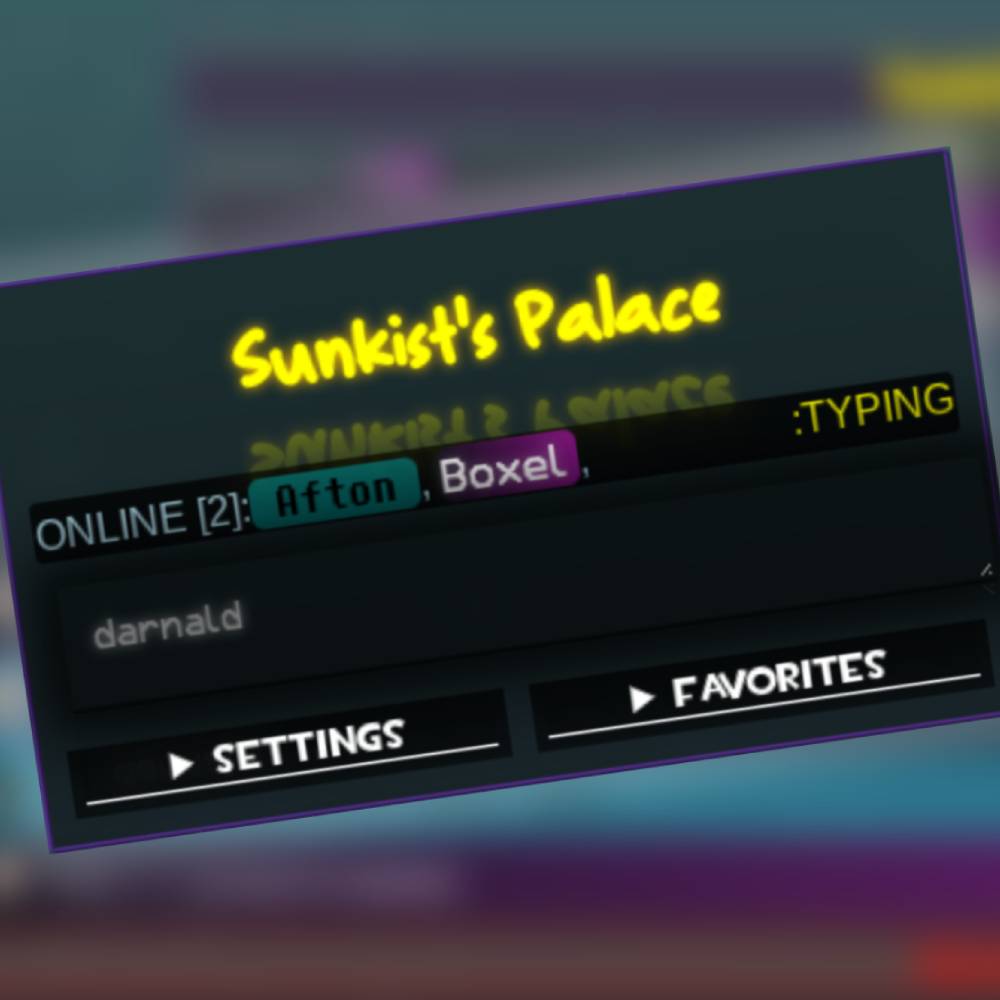 Sunkist's Palace
ONLINE [2]: Afton, Boxel, :TYPING
darnald
▶ SETTINGS ▶ FAVORITES